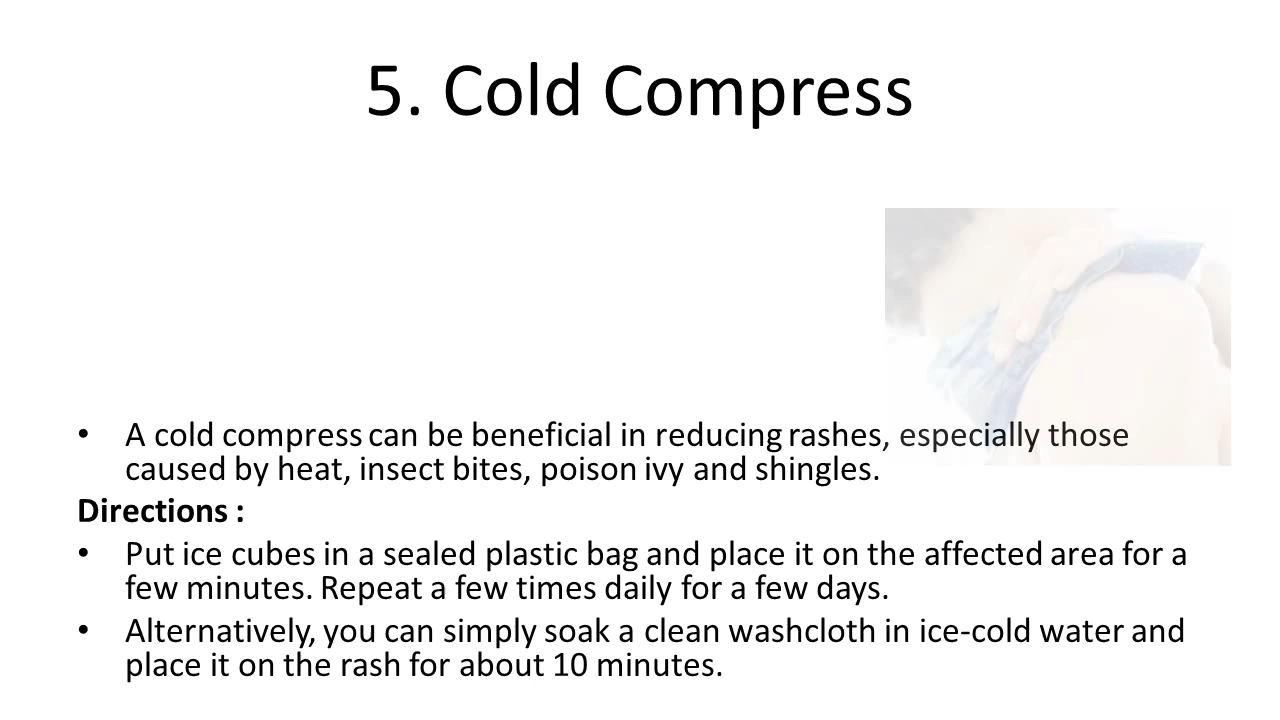 5. Cold Compress
• A cold compress can be beneficial in reducing rashes, especially those
caused by heat, insect bites, poison ivy and shingles.
Directions :
• Put ice cubes in a sealed plastic bag and place it on the affected area for a
few minutes. Repeat a few times daily for a few days.
• Alternatively, you can simply soak a clean washcloth in ice-cold water and
place it on the rash for about 10 minutes.